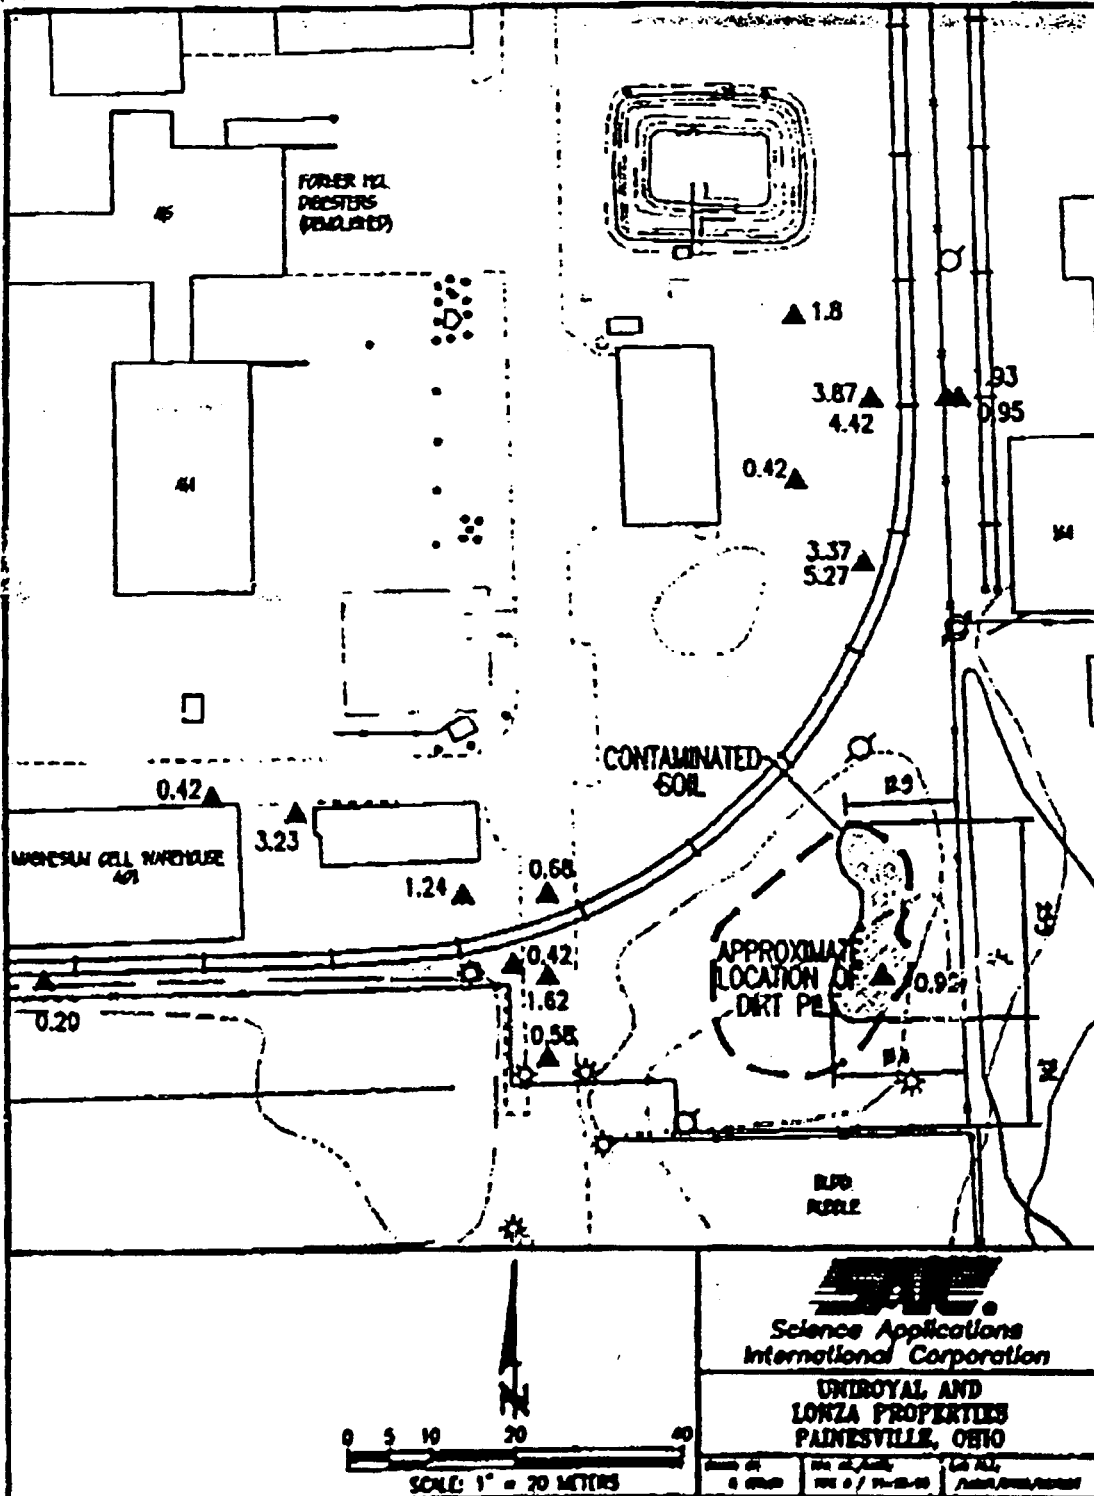 FORMER HCL
DIGESTERS
(DEMOLISHED)
1.8
3.87
4.42
.93
0.95
0.42
3.37
5.27
CONTAMINATED
SOIL
12.9
0.42
3.23
MAGNESIUM CELL WAREHOUSE
1.24
0.68
APPROXIMATE
LOCATION OF
DIRT PILE
0.92
0.42
1.62
0.20
0.58
BLDG
RUBBLE
N
0 5 10 20 40
SCALE: 1" = 20 METERS
SAIC.
Science Applications
International Corporation
UNIROYAL AND
LONZA PROPERTIES
PAINESVILLE, OHIO